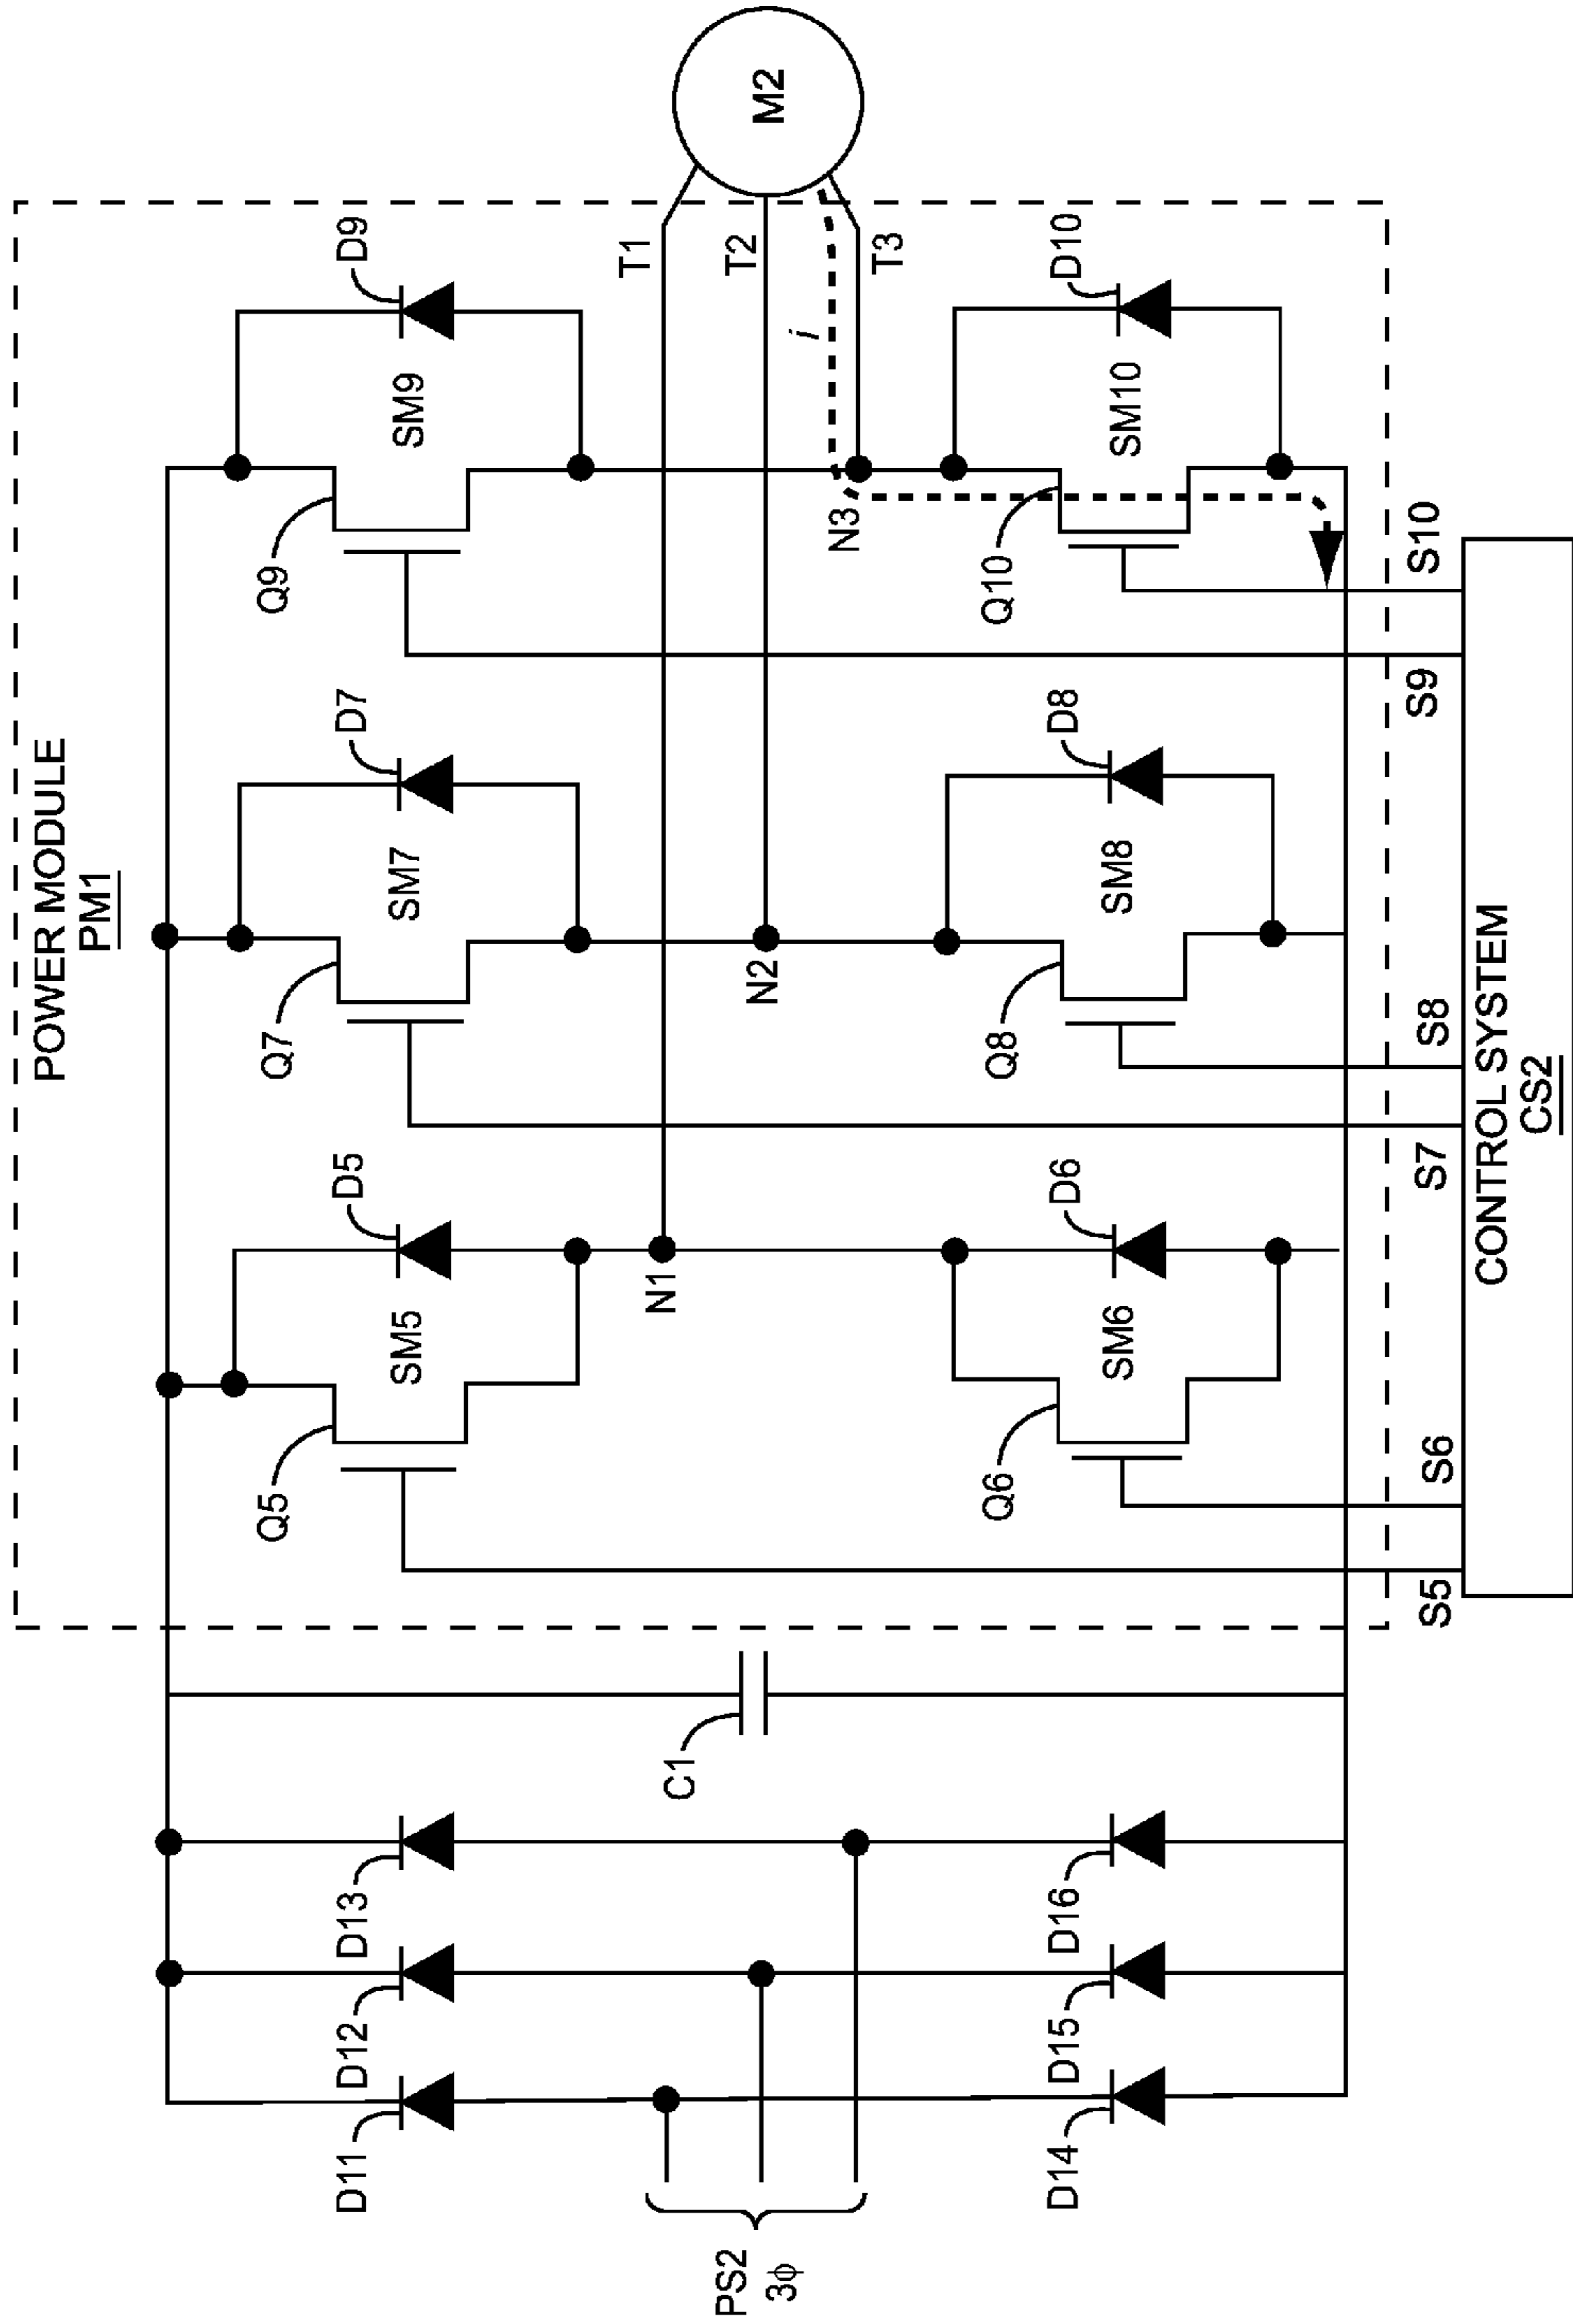 POWER MODULE
PM1
D11
D12
D13
C1
Q5
D5
SM5
Q7
D7
SM7
Q9
D9
SM9
PS2
3ϕ
N1
N2
N3
T1
T2
T3
i
M2
D14
D15
D16
Q6
D6
SM6
Q8
D8
SM8
Q10
D10
SM10
S5
S6
S7
S8
S9
S10
CONTROL SYSTEM
CS2